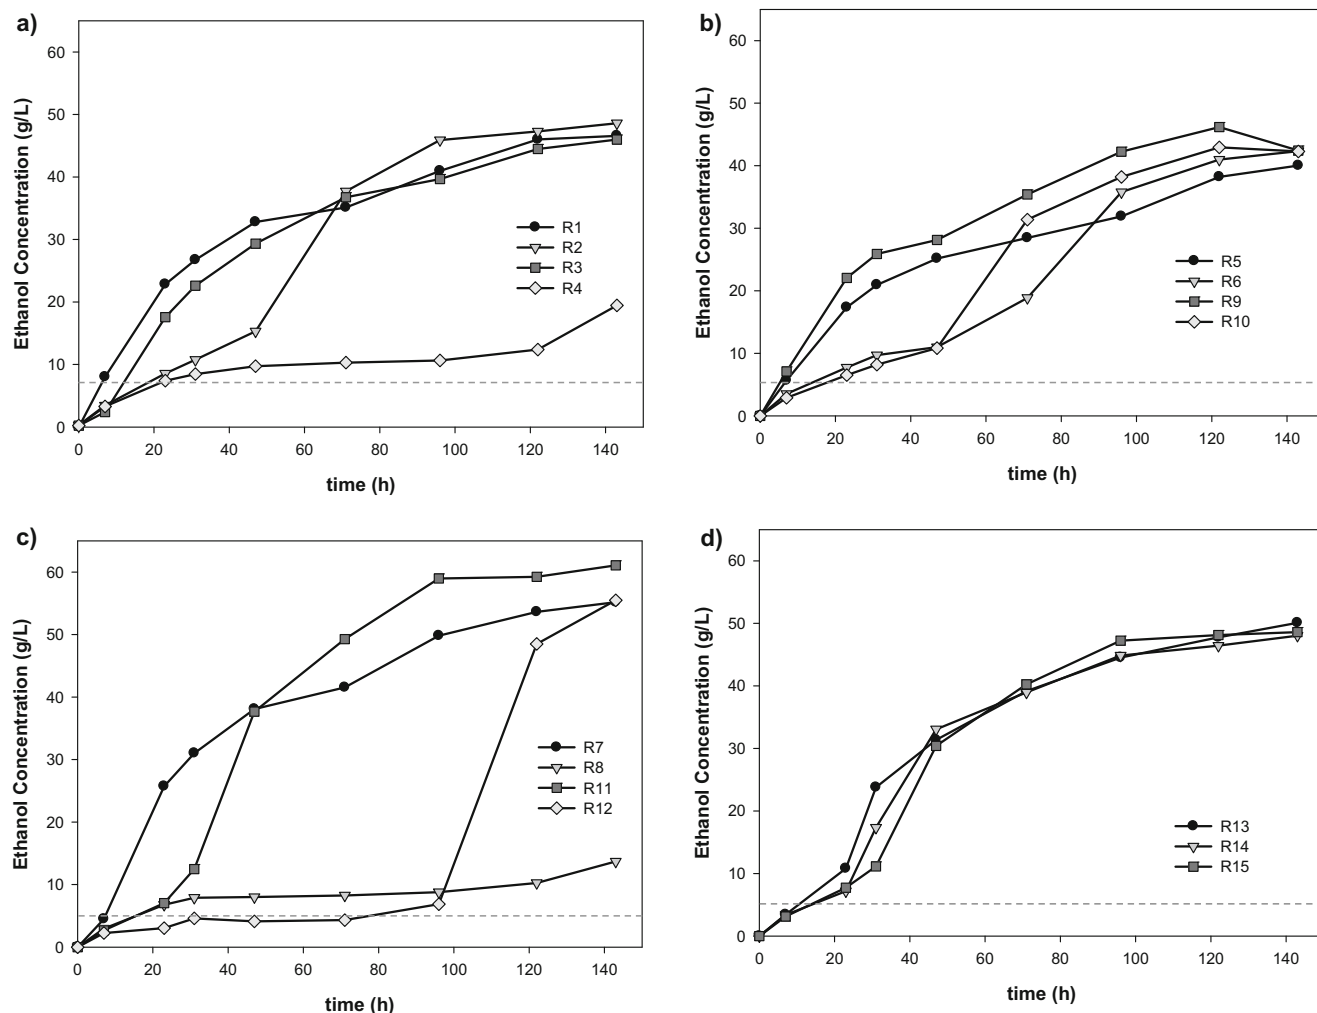 a)
60
50
40
30
20
10
0
Ethanol Concentration (g/L)
R1
R2
R3
R4
0 20 40 60 80 100 120 140
time (h)
b)
60
50
40
30
20
10
0
Ethanol Concentration (g/L)
R5
R6
R9
R10
0 20 40 60 80 100 120 140
time (h)
c)
60
50
40
30
20
10
0
Ethanol Concentration (g/L)
R7
R8
R11
R12
0 20 40 60 80 100 120 140
time (h)
d)
60
50
40
30
20
10
0
Ethanol Concentration (g/L)
R13
R14
R15
0 20 40 60 80 100 120 140
time (h)